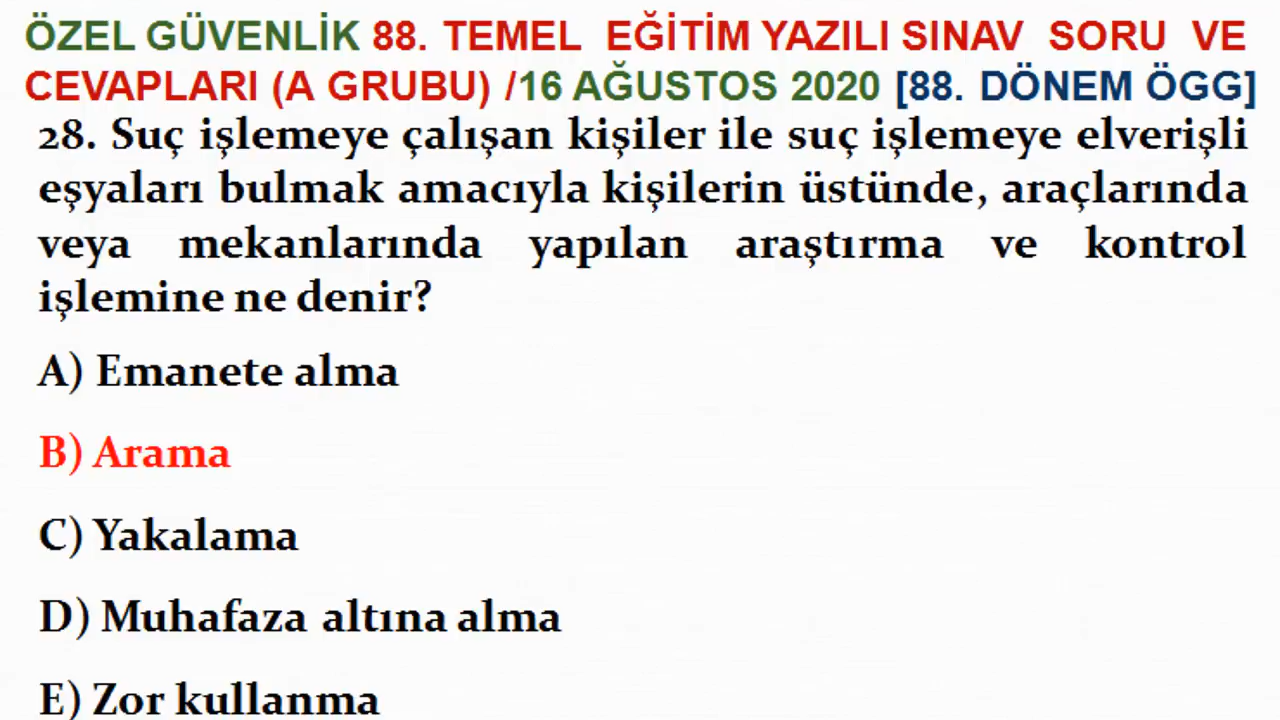 ÖZEL GÜVENLİK 88. TEMEL EĞİTİM YAZILI SINAV SORU VE
CEVAPLARI (A GRUBU) /16 AĞUSTOS 2020 [88. DÖNEM ÖGG]
28. Suç işlemeye çalışan kişiler ile suç işlemeye elverişli
eşyaları bulmak amacıyla kişilerin üstünde, araçlarında
veya mekanlarında yapılan araştırma ve kontrol
işlemine ne denir?
A) Emanete alma
B) Arama
C) Yakalama
D) Muhafaza altına alma
E) Zor kullanma